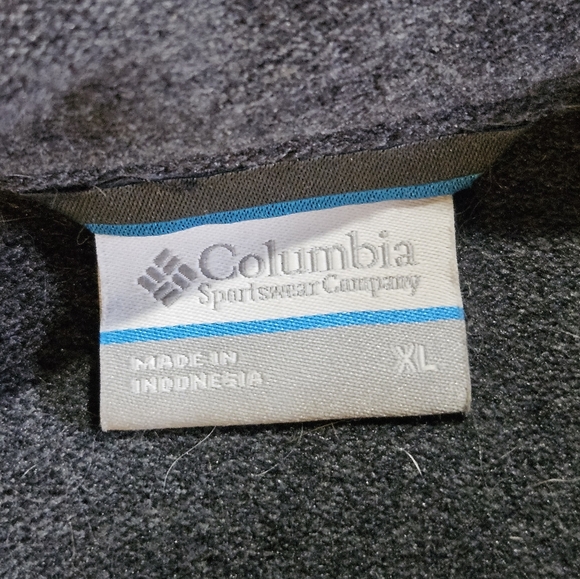 Columbia
Sportswear Company
MADE IN
INDONESIA
XL